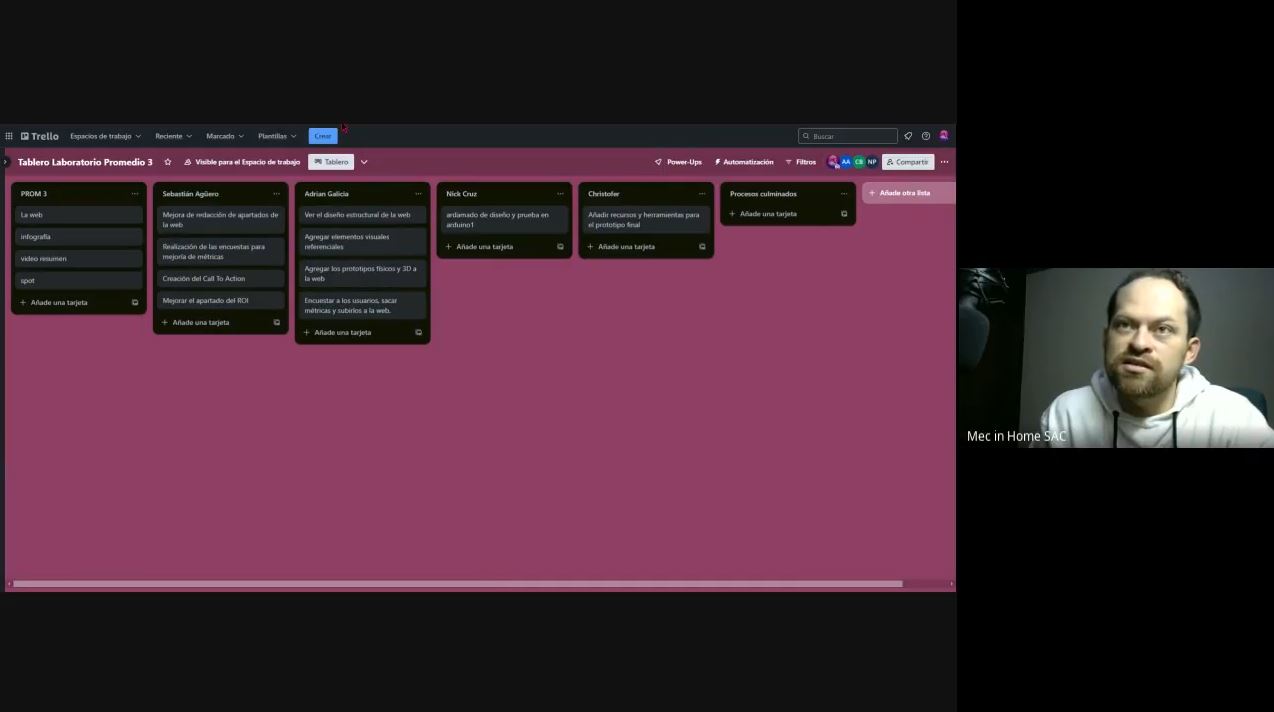 Trello
Espacios de trabajo
Reciente
Marcado
Plantillas
Crear
Buscar
Tablero Laboratorio Promedio 3
Visible para el Espacio de trabajo
Tablero
Power-Ups
Automatización
Filtros
AA
CB
NP
Compartir
PROM 3
La web
infografía
video resumen
spot
+ Añade una tarjeta
Sebastián Agüero
Mejora de redacción de apartados de
la web
Realización de las encuestas para
mejoría de métricas
Creación del Call To Action
Mejorar el apartado del ROI
+ Añade una tarjeta
Adrian Galicia
Ver el diseño estructural de la web
Agregar elementos visuales
referenciales
Agregar los prototipos físicos y 3D a
la web
Encuestar a los usuarios, sacar
métricas y subirlos a la web.
+ Añade una tarjeta
Nick Cruz
ardamado de diseño y prueba en
arduino1
+ Añade una tarjeta
Christofer
Añadir recursos y herramientas para
el prototipo final
+ Añade una tarjeta
Procesos culminados
+ Añade una tarjeta
+ Añade otra lista
Mec in Home SAC